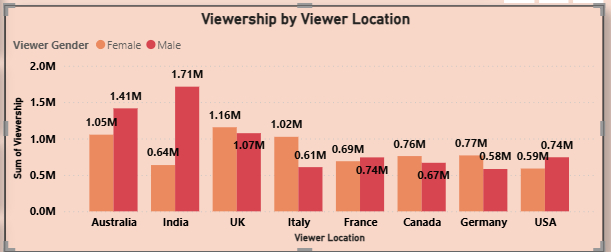 Viewership by Viewer Location
Viewer Gender Female Male
Sum of Viewership
2.0M
1.5M
1.0M
0.5M
0.0M
1.05M 1.41M 0.64M 1.71M 1.16M 1.07M 1.02M 0.61M 0.69M 0.74M 0.76M 0.67M 0.77M 0.58M 0.59M 0.74M
Australia India UK Italy France Canada Germany USA
Viewer Location